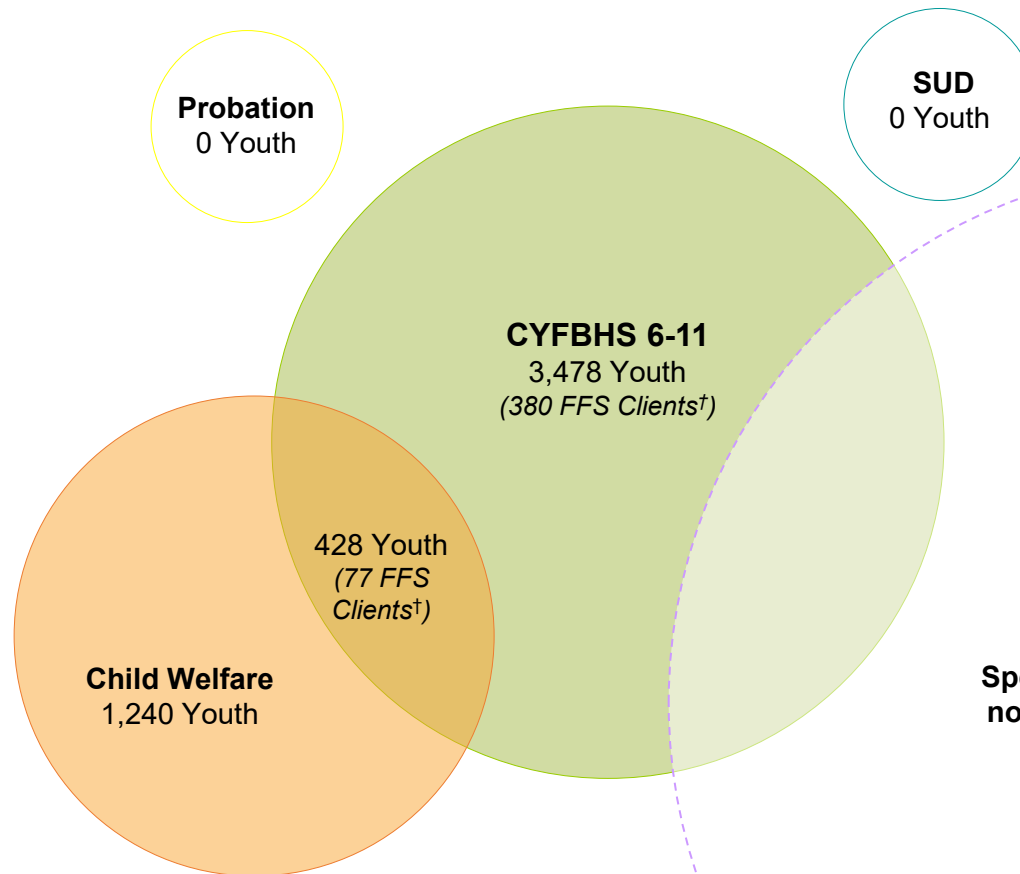 Probation
0 Youth
SUD
0 Youth
CYFBHS 6-11
3,478 Youth
(380 FFS Clients†)
428 Youth
(77 FFS
Clients†)
Child Welfare
1,240 Youth